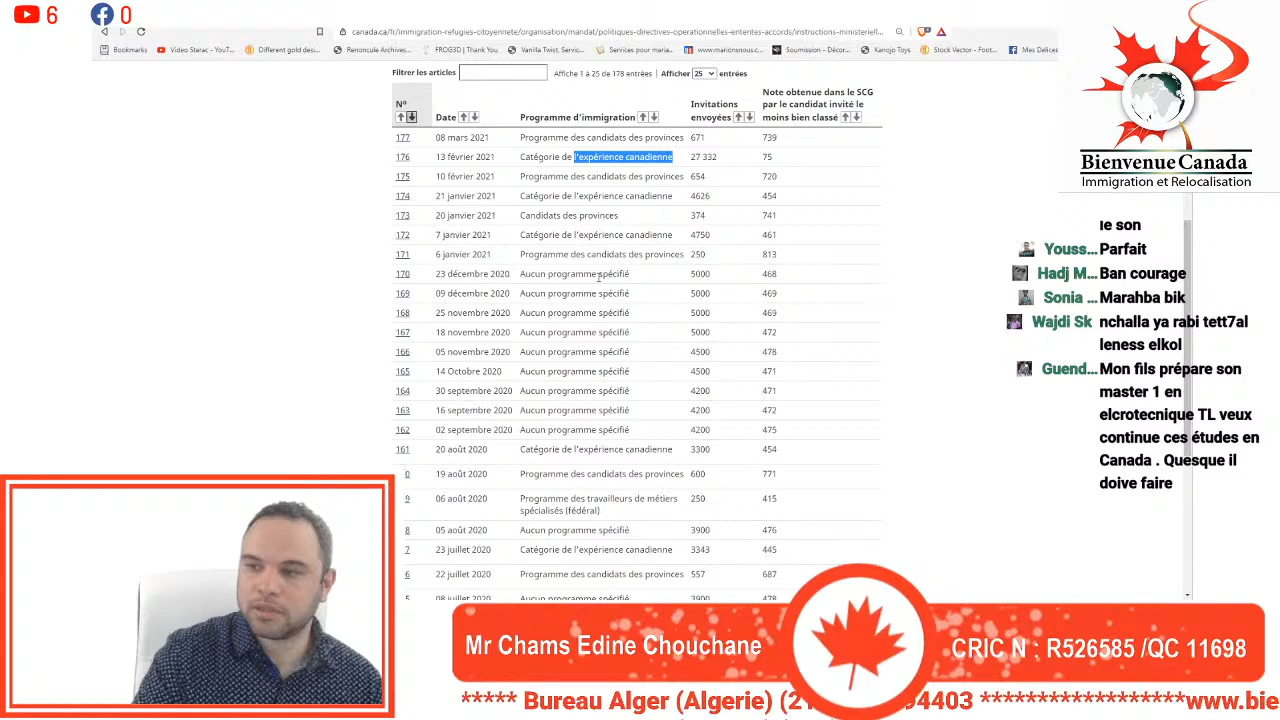 6
0
canada.ca/fr/immigration-refugies-citoyennete/organisation/mandat/politiques-directives-operationnelles-ententes-accords/instructions-ministeriell...
Bookmarks Video Starac - YouT... Different gold desi... Renoncule Archives... FROG3D | Thank You Vanilla Twist, Servic... Services pour maria... www.marionsnous.c... Soumission - Décor... Kanojo Toys Stock Vector - Foot... Mes Delices
Filtrer les articles Affiche 1 à 25 de 178 entrées | Afficher 25 entrées
Nº Date Programme d'immigration Invitations envoyées Note obtenue dans le SCG par le candidat invité le moins bien classé
177 08 mars 2021 Programme des candidats des provinces 671 739
176 13 février 2021 Catégorie de l'expérience canadienne 27 332 75
175 10 février 2021 Programme des candidats des provinces 654 720
174 21 janvier 2021 Catégorie de l'expérience canadienne 4626 454
173 20 janvier 2021 Candidats des provinces 374 741
172 7 janvier 2021 Catégorie de l'expérience canadienne 4750 461
171 6 janvier 2021 Programme des candidats des provinces 250 813
170 23 décembre 2020 Aucun programme spécifié 5000 468
169 09 décembre 2020 Aucun programme spécifié 5000 469
168 25 novembre 2020 Aucun programme spécifié 5000 469
167 18 novembre 2020 Aucun programme spécifié 5000 472
166 05 novembre 2020 Aucun programme spécifié 4500 478
165 14 Octobre 2020 Aucun programme spécifié 4500 471
164 30 septembre 2020 Aucun programme spécifié 4200 471
163 16 septembre 2020 Aucun programme spécifié 4200 472
162 02 septembre 2020 Aucun programme spécifié 4200 475
161 20 août 2020 Catégorie de l'expérience canadienne 3300 454
0 19 août 2020 Programme des candidats des provinces 600 771
9 06 août 2020 Programme des travailleurs de métiers spécialisés (fédéral) 250 415
8 05 août 2020 Aucun programme spécifié 3900 476
7 23 juillet 2020 Catégorie de l'expérience canadienne 3343 445
6 22 juillet 2020 Programme des candidats des provinces 557 687
5 08 juillet 2020 Aucun programme spécifié 3900 478
Bienvenue Canada
Immigration et Relocalisation
le son
Youss... Parfait
Hadj M... Ban courage
Sonia ... Marahba bik
Wajdi Sk nchalla ya rabi tett7al
leness elkol
Guend... Mon fils prépare son
master 1 en
elcrotecnique TL veux
continue ces études en
Canada . Quesque il
doive faire
Mr Chams Edine Chouchane
CRIC N : R526585 /QC 11698
***** Bureau Alger (Algerie) (2 94403 ******************www.bie